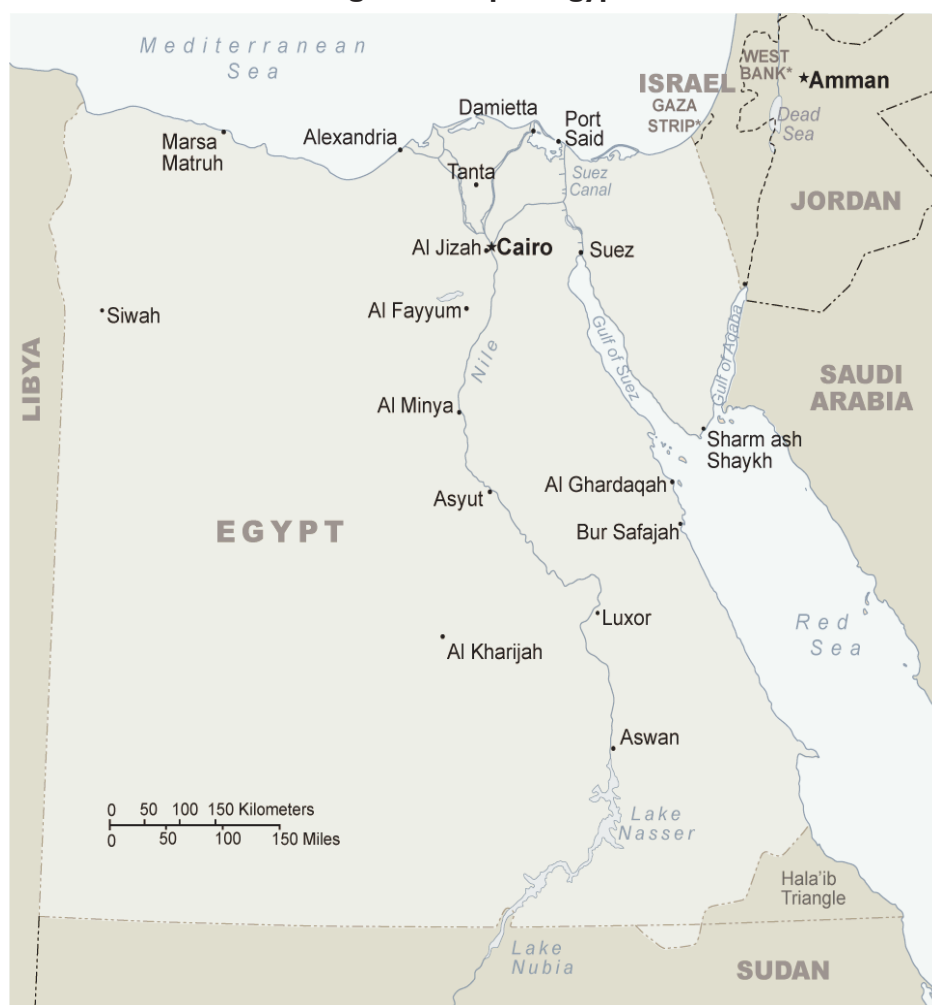 Mediterranean
Sea
WEST
BANK*
Amman
ISRAEL
GAZA
STRIP*
Dead
Sea
Damietta
Port
Said
Marsa
Matruh
Alexandria
Tanta
Suez
Canal
JORDAN
Al Jizah
Cairo
Suez
Siwah
Al Fayyum
Nile
Gulf of Suez
Gulf of Aqaba
LIBYA
SAUDI
ARABIA
Al Minya
Sharm ash
Shaykh
Asyut
Al Ghardaqah
EGYPT
Bur Safajah
Luxor
Red
Sea
Al Kharijah
Aswan
0 50 100 150 Kilometers
0 50 100 150 Miles
Lake
Nasser
Hala'ib
Triangle
Lake
Nubia
SUDAN